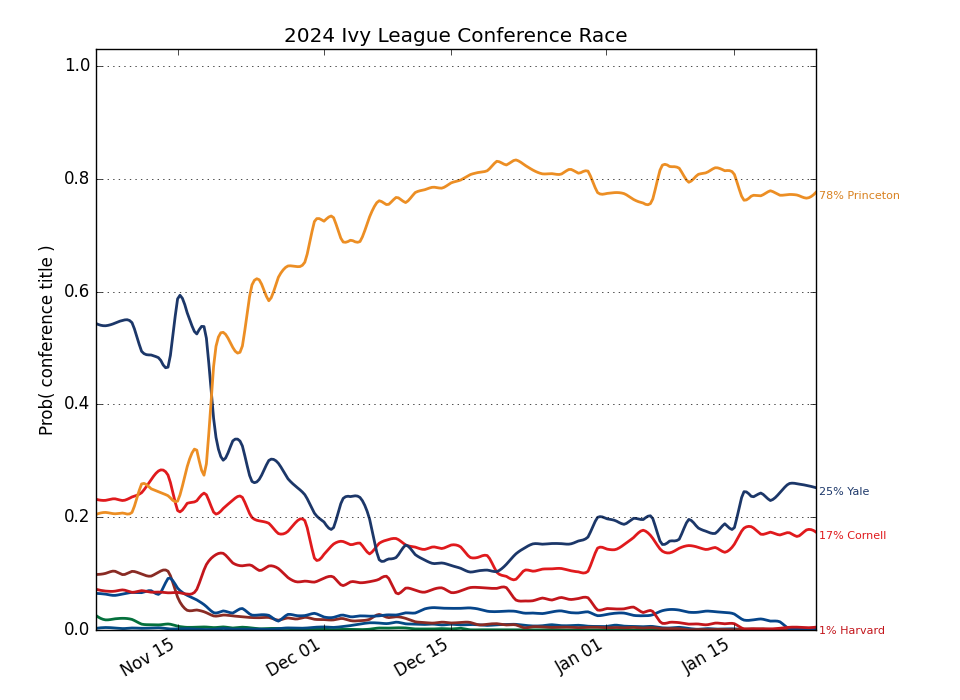 2024 Ivy League Conference Race
Prob( conference title )
1.0
0.8
0.6
0.4
0.2
0.0
78% Princeton
25% Yale
17% Cornell
1% Harvard
Nov 15
Dec 01
Dec 15
Jan 01
Jan 15